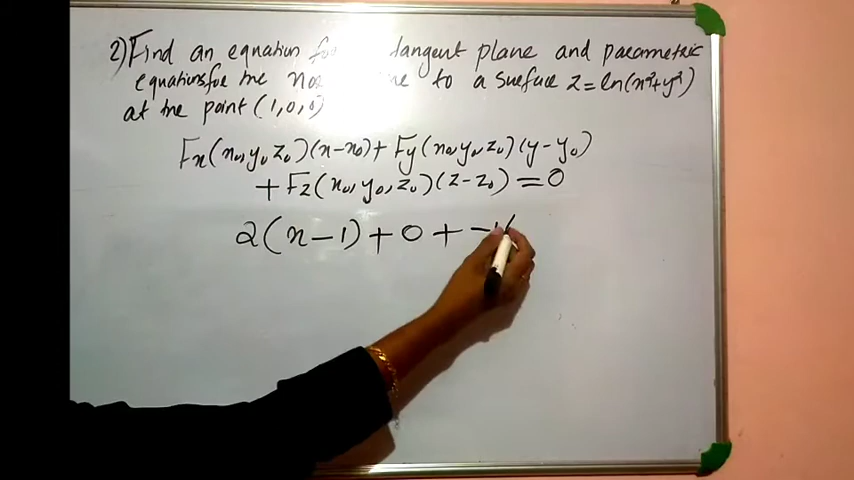 2) Find an equation tangent plane and parametric
equations for the to a surface z = ln(x²+y²)
at the point (1,0,0)
Fx(x₀,y₀,z₀)(x-x₀)+ Fy(x₀,y₀,z₀)(y-y₀)
+ Fz(x₀,y₀,z₀)(z-z₀) = 0
2(x-1)+0+-1(